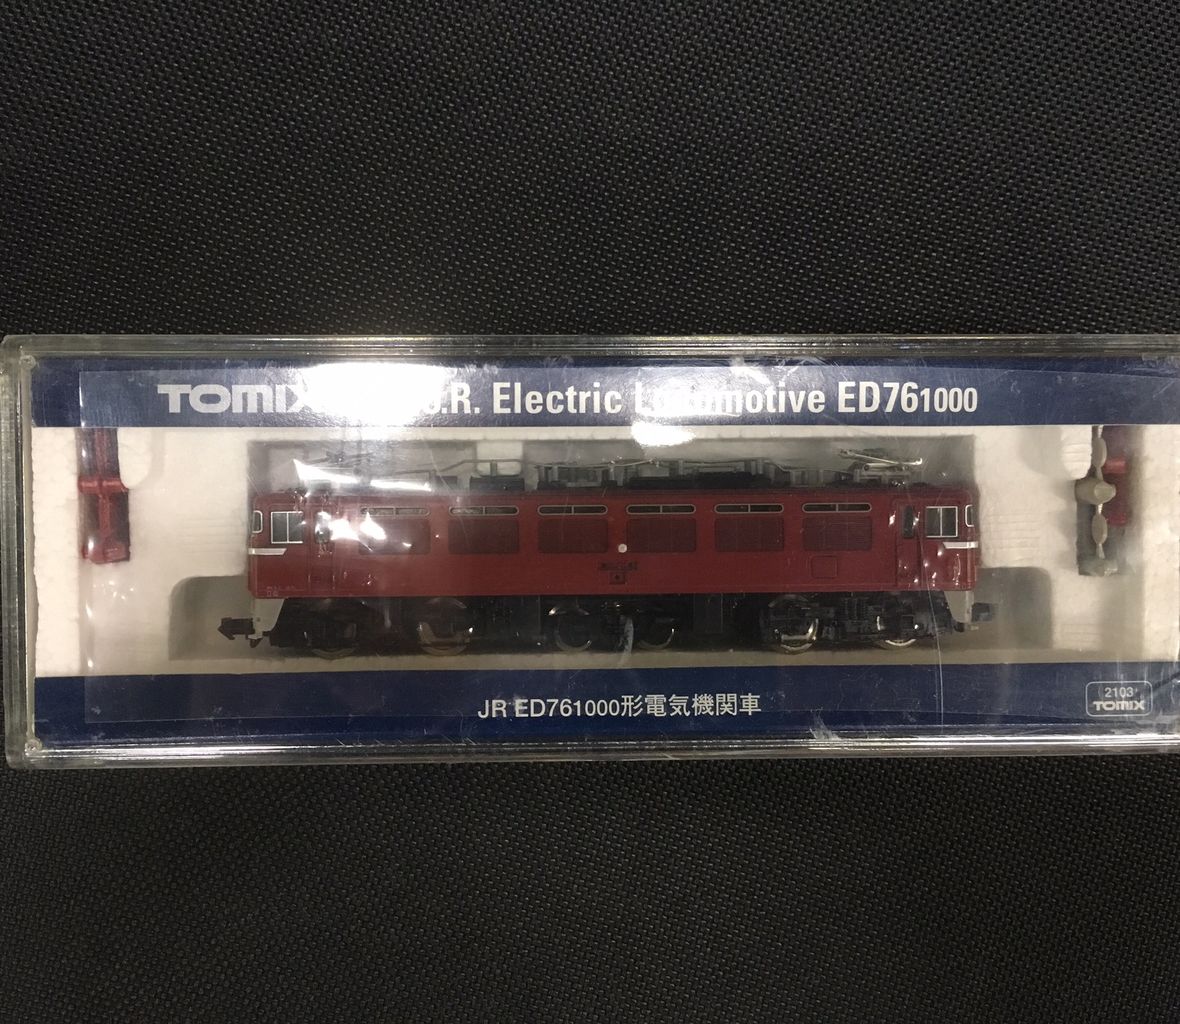 TOMIX J.R. Electric Locomotive ED761000
JR ED761000形電気機関車
2103
TOMIX